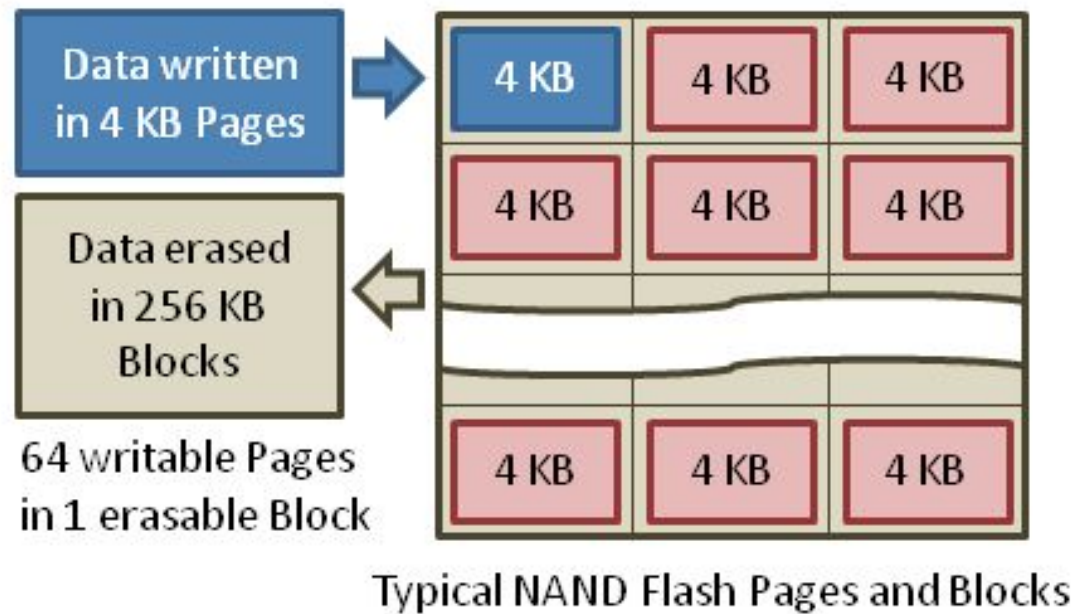 Data written
in 4 KB Pages
4 KB 4 KB 4 KB
4 KB 4 KB 4 KB
Data erased
in 256 KB
Blocks
4 KB 4 KB 4 KB
64 writable Pages
in 1 erasable Block
Typical NAND Flash Pages and Blocks